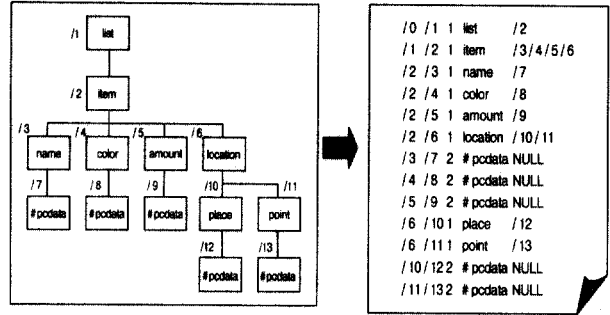 /1 list
/2 item
/3 /4 /5 /6
name color amount location
/7 /8 /9 /10 /11
#pcdata #pcdata #pcdata place point
/12 /13
#pcdata #pcdata
/0 /1 1 list /2
/1 /2 1 item /3/4/5/6
/2 /3 1 name /7
/2 /4 1 color /8
/2 /5 1 amount /9
/2 /6 1 location /10/11
/3 /7 2 # pcdata NULL
/4 /8 2 # pcdata NULL
/5 /9 2 # pcdata NULL
/6 /10 1 place /12
/6 /11 1 point /13
/10/12 2 # pcdata NULL
/11/13 2 # pcdata NULL